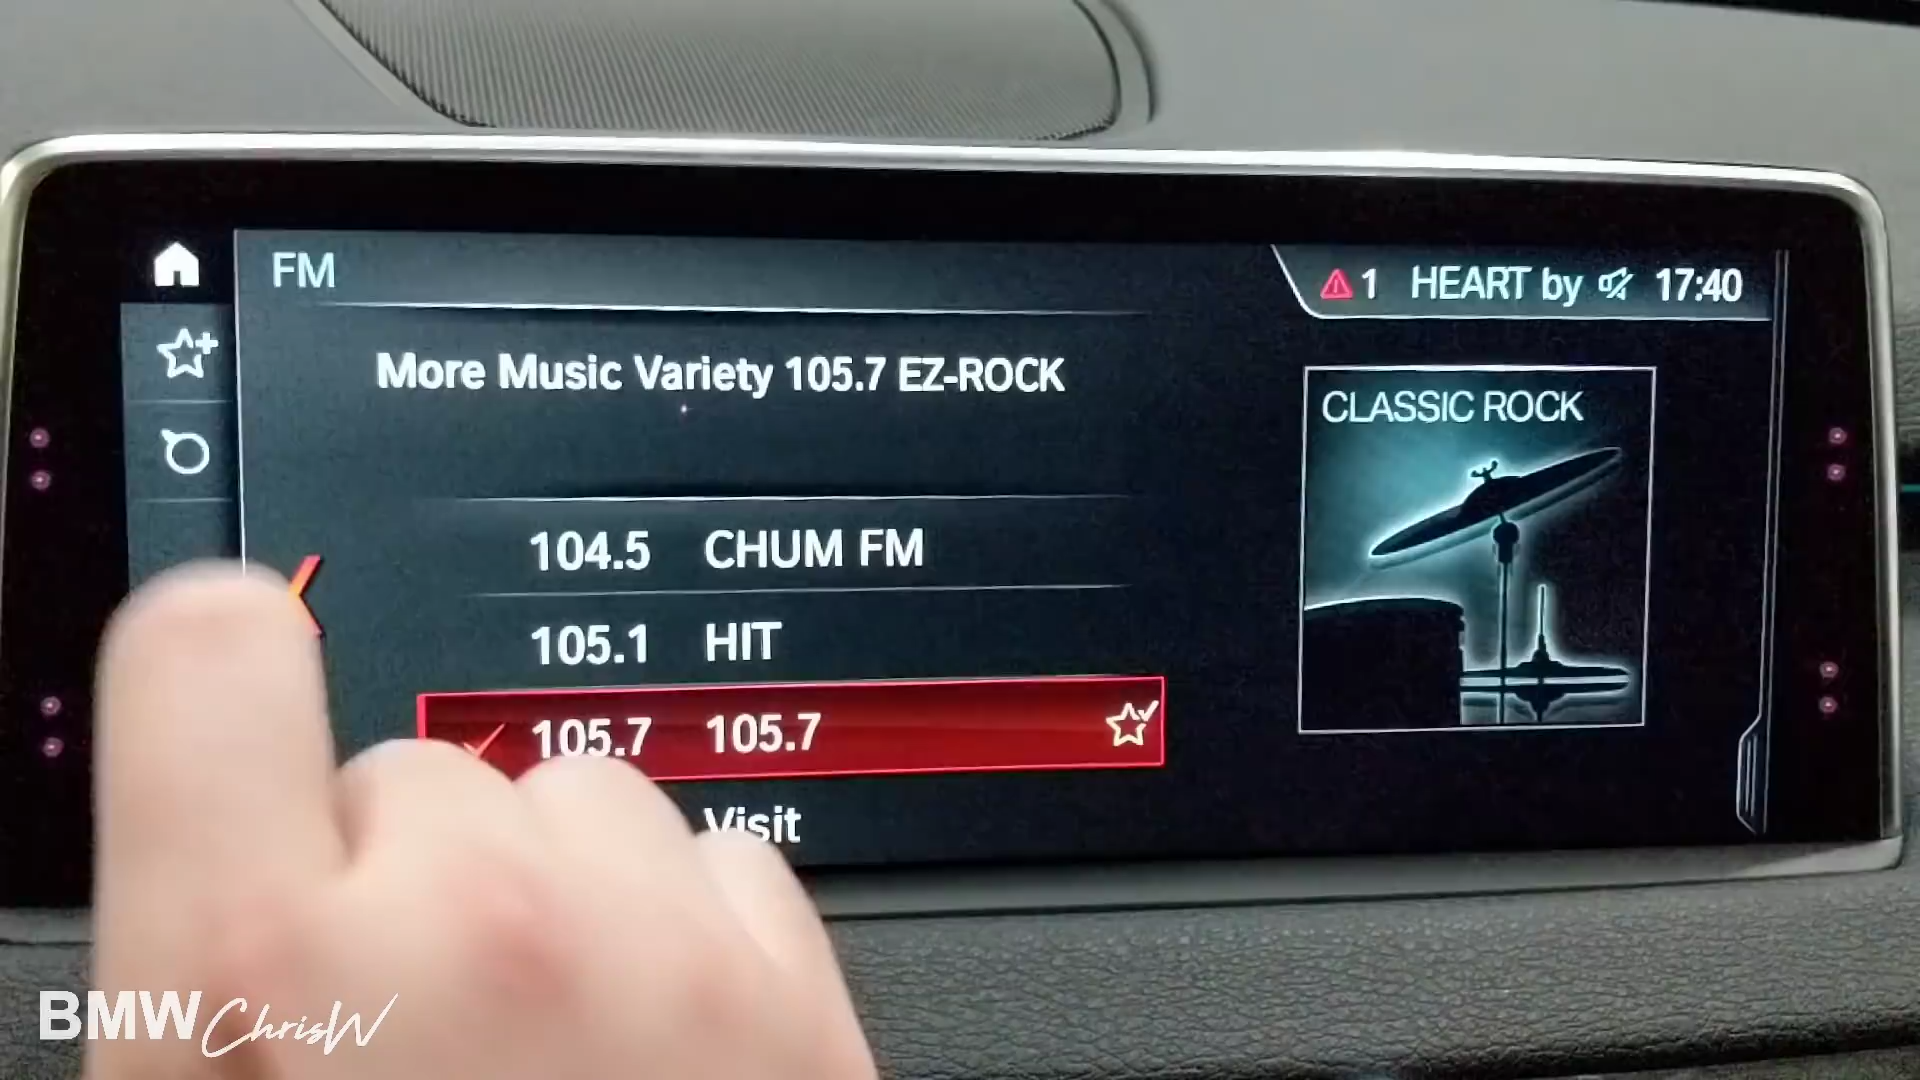 FM
1 HEART by 17:40
More Music Variety 105.7 EZ-ROCK
CLASSIC ROCK
104.5 CHUM FM
105.1 HIT
105.7 105.7
Visit
BMW ChrisW